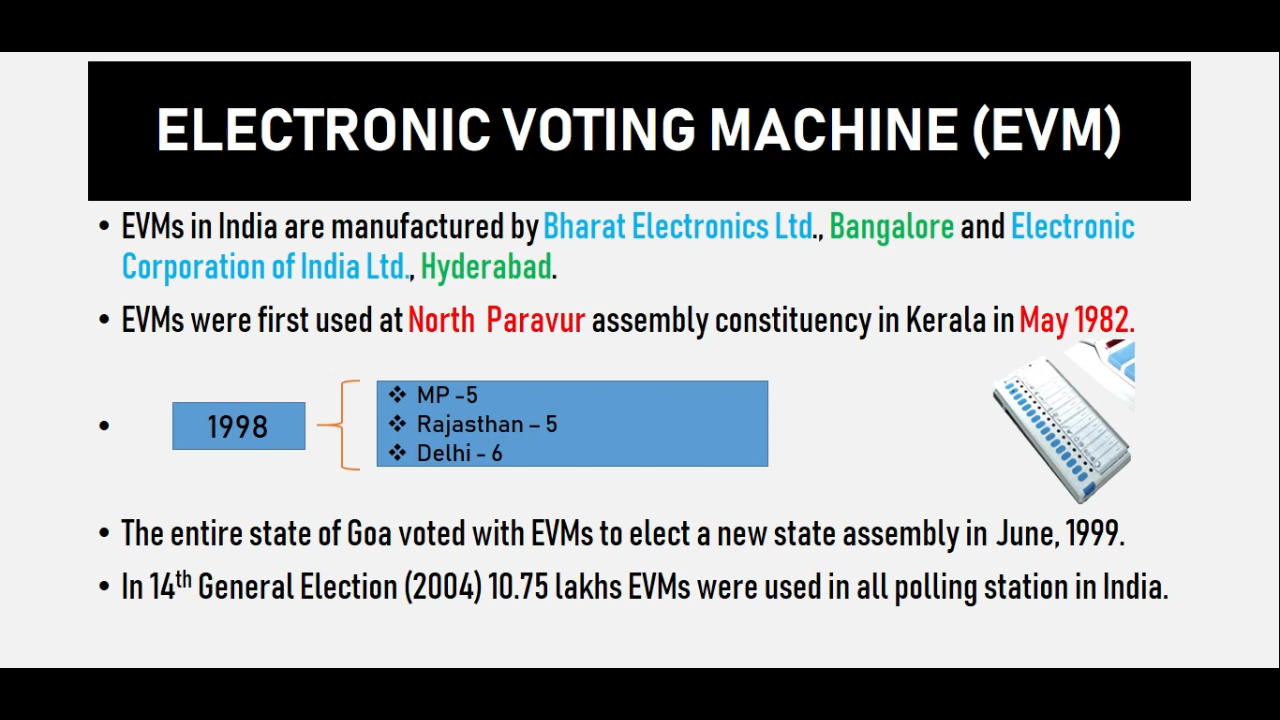 ELECTRONIC VOTING MACHINE (EVM)
• EVMs in India are manufactured by Bharat Electronics Ltd., Bangalore and Electronic
Corporation of India Ltd., Hyderabad.
• EVMs were first used at North Paravur assembly constituency in Kerala in May 1982.
• 1998
❖ MP -5
❖ Rajasthan – 5
❖ Delhi - 6
• The entire state of Goa voted with EVMs to elect a new state assembly in June, 1999.
• In 14th General Election (2004) 10.75 lakhs EVMs were used in all polling station in India.